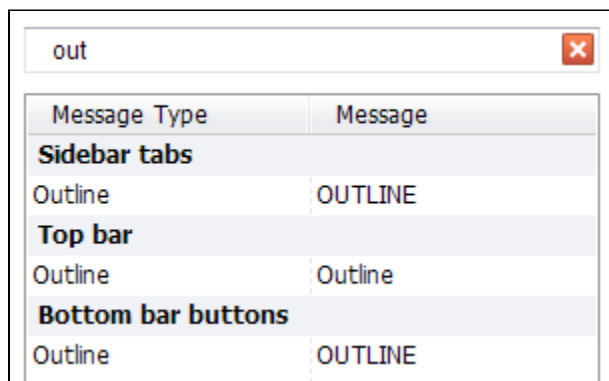 out
Message Type Message
Sidebar tabs
Outline OUTLINE
Top bar
Outline Outline
Bottom bar buttons
Outline OUTLINE